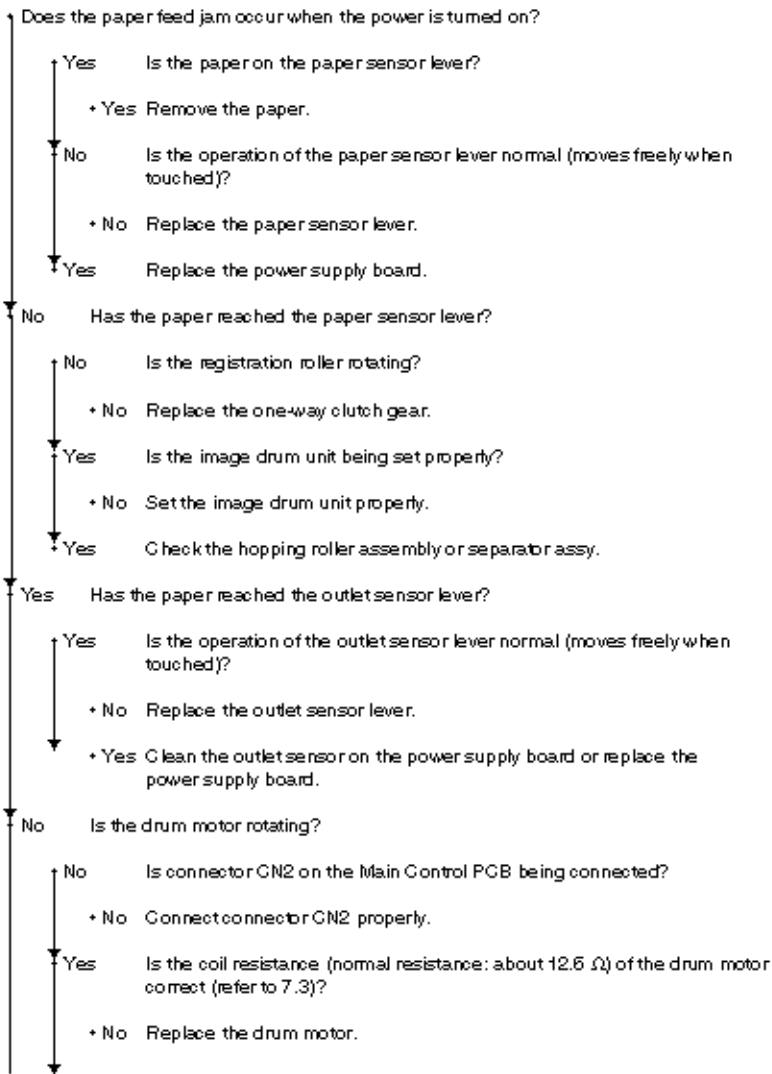 • Does the paper feed jam occur when the power is turned on?
• Yes Is the paper on the paper sensor lever?
• Yes Remove the paper.
• No Is the operation of the paper sensor lever normal (moves freely when
touched)?
• No Replace the paper sensor lever.
• Yes Replace the power supply board.
• No Has the paper reached the paper sensor lever?
• No Is the registration roller rotating?
• No Replace the one-way clutch gear.
• Yes Is the image drum unit being set properly?
• No Set the image drum unit properly.
• Yes Check the hopping roller assembly or separator assy.
• Yes Has the paper reached the outlet sensor lever?
• Yes Is the operation of the outlet sensor lever normal (moves freely when
touched)?
• No Replace the outlet sensor lever.
• Yes Clean the outlet sensor on the power supply board or replace the
power supply board.
• No Is the drum motor rotating?
• No Is connector CN2 on the Main Control PCB being connected?
• No Connect connector CN2 properly.
• Yes Is the coil resistance (normal resistance: about 12.6 Ω) of the drum motor
correct (refer to 7.3)?
• No Replace the drum motor.